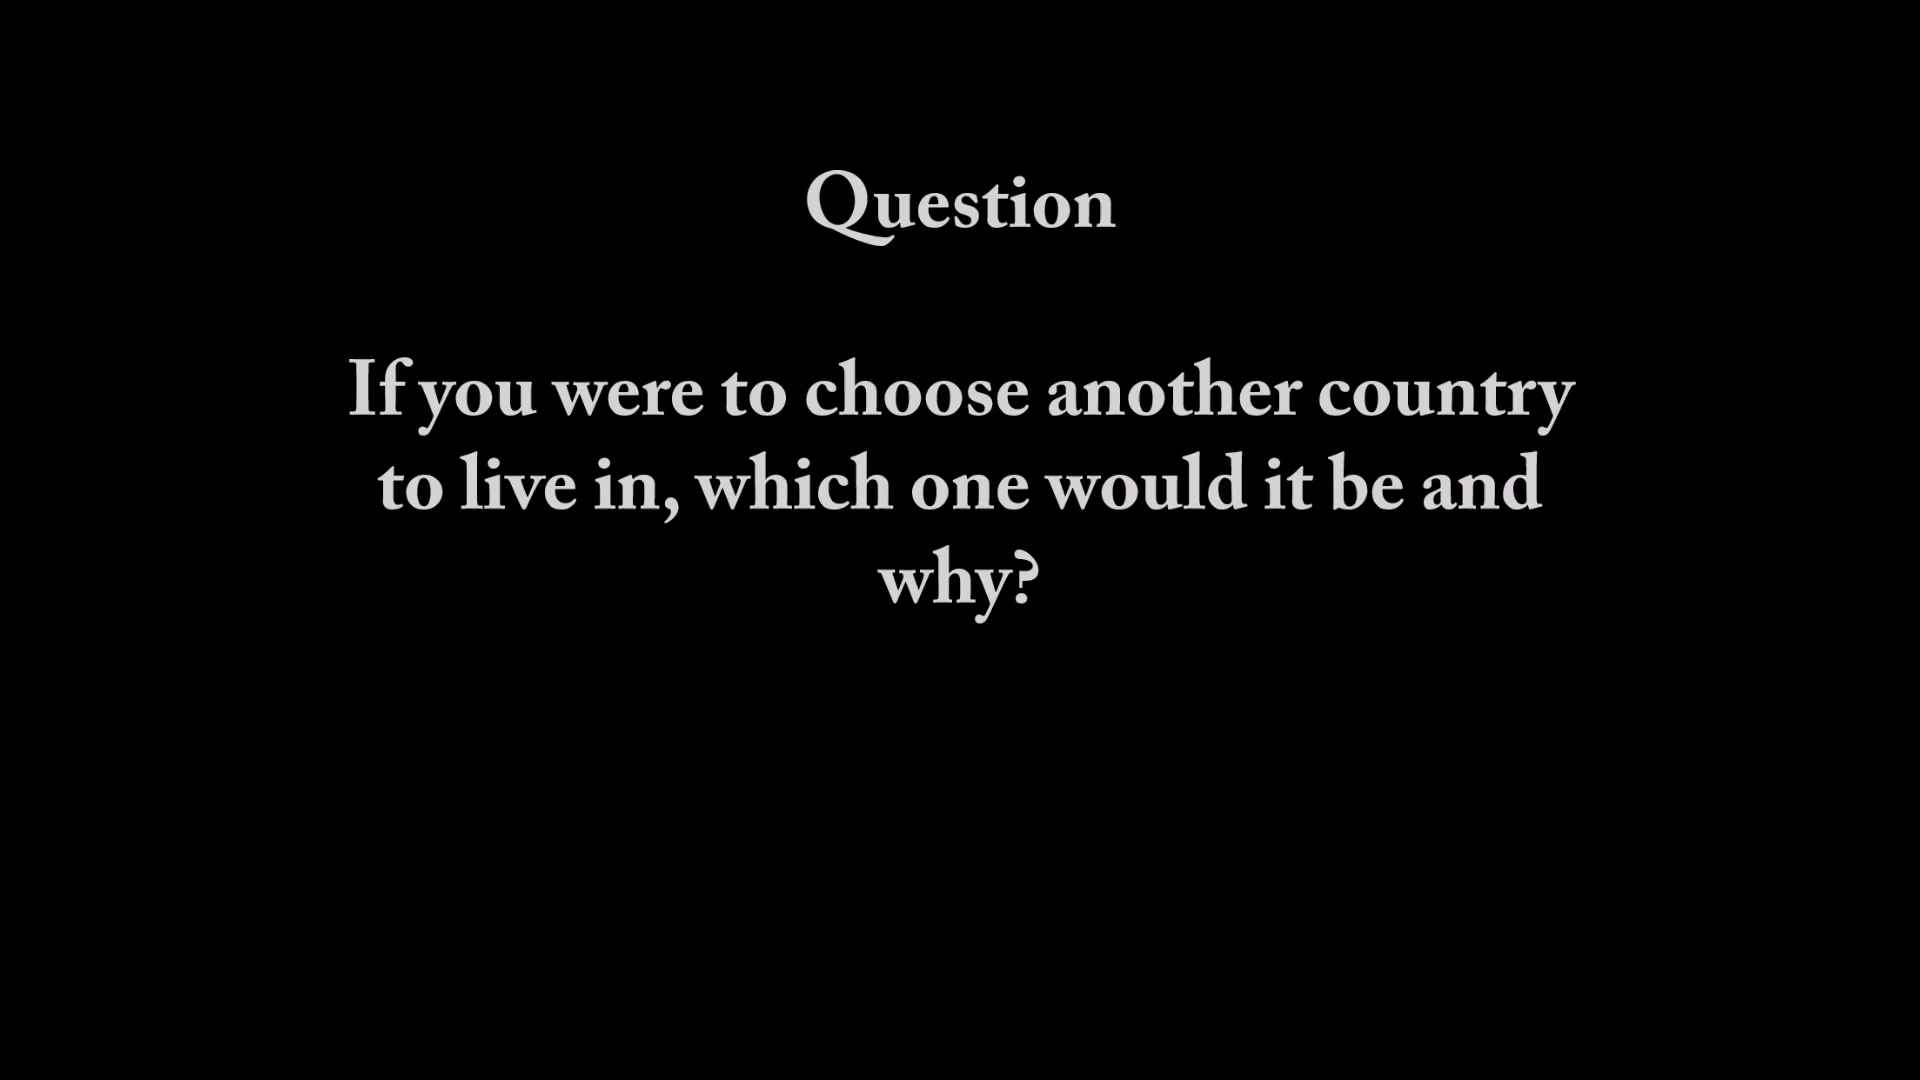 Question
If you were to choose another country
to live in, which one would it be and
why?